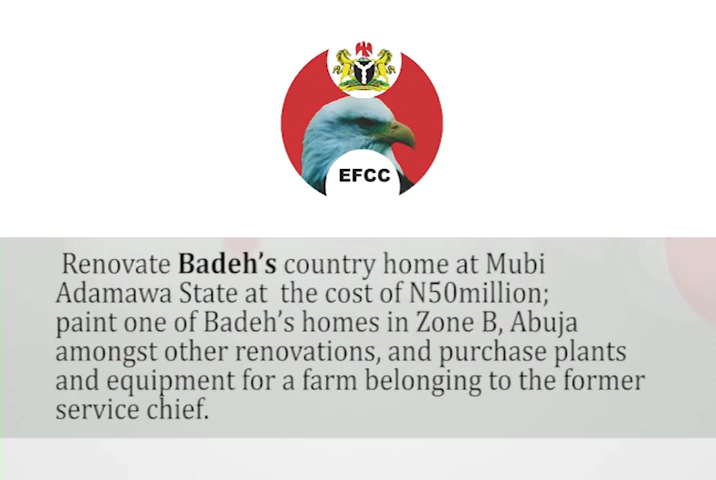 EFCC
Renovate Badeh's country home at Mubi
Adamawa State at the cost of N50million;
paint one of Badeh's homes in Zone B, Abuja
amongst other renovations, and purchase plants
and equipment for a farm belonging to the former
service chief.